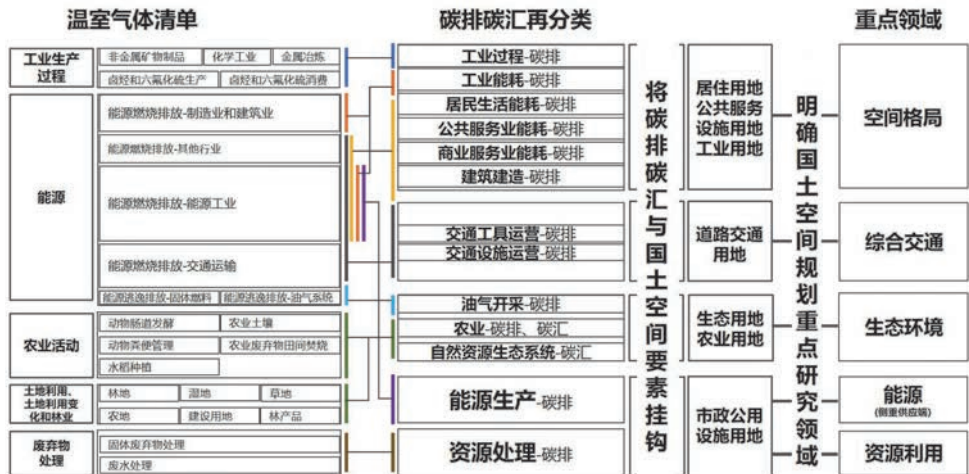 温室气体清单
碳排碳汇再分类
重点领域
工业生产
过程
非金属矿物制品
化学工业
金属冶炼
卤烃和六氟化硫生产
卤烃和六氟化硫消费
能源
能源燃烧排放-制造业和建筑业
能源燃烧排放-其他行业
能源燃烧排放-能源工业
能源燃烧排放-交通运输
能源逃逸排放-固体燃料
能源逃逸排放-油气系统
农业活动
动物肠道发酵
农业土壤
动物粪便管理
农业废弃物田间焚烧
水稻种植
土地利用、
土地利用变
化和林业
林地
湿地
草地
农地
建设用地
林产品
废弃物
处理
固体废弃物处理
废水处理
工业过程-碳排
工业能耗-碳排
居民生活能耗-碳排
公共服务业能耗-碳排
商业服务业能耗-碳排
建筑建造-碳排
交通工具运营-碳排
交通设施运营-碳排
油气开采-碳排
农业-碳排、碳汇
自然资源生态系统-碳汇
能源生产-碳排
资源处理-碳排
将碳排碳汇与国土空间要素挂钩
居住用地
公共服务
设施用地
工业用地
道路交通
用地
生态用地
农业用地
市政公用
设施用地
明确国土空间规划重点研究领域
空间格局
综合交通
生态环境
能源
(侧重供应端)
资源利用